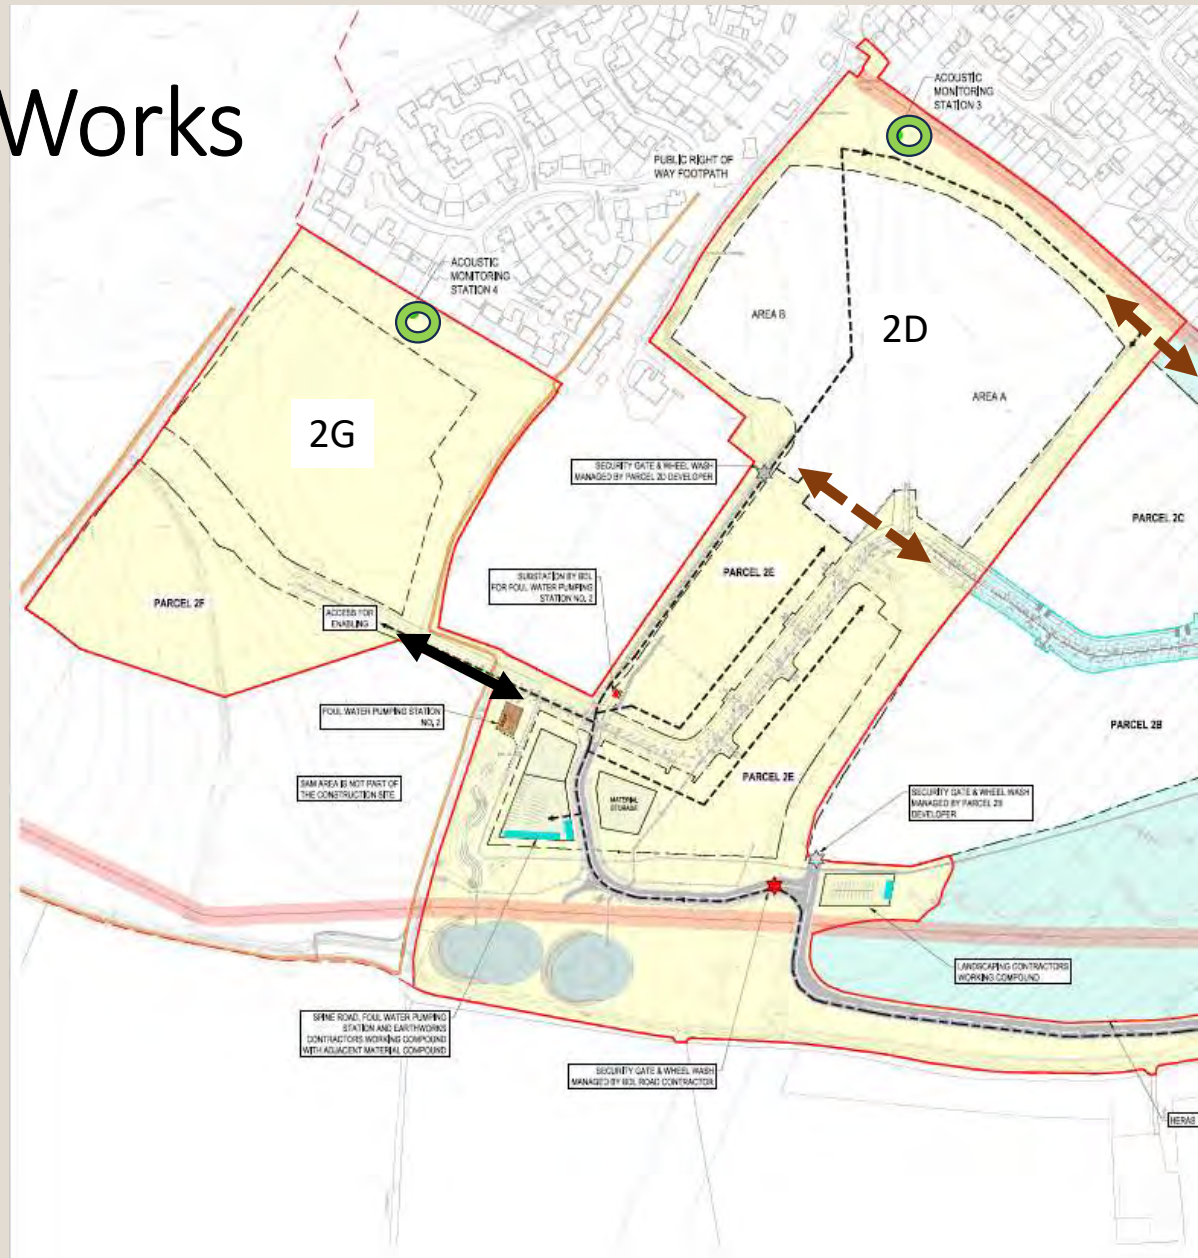 Works
ACOUSTIC
MONITORING
STATION 3
PUBLIC RIGHT OF
WAY FOOTPATH
ACOUSTIC
MONITORING
STATION 4
AREA B
2D
AREA A
2G
SECURITY GATE & WHEEL WASH
MANAGED BY PARCEL 2D DEVELOPER
PARCEL 2C
PARCEL 2E
SUBSTATION BY BDL
FOR FOUL WATER PUMPING
STATION NO. 2
PARCEL 2F
ACCESS FOR
ENABLING
FOUL WATER PUMPING STATION
NO. 2
PARCEL 2B
SAM AREA IS NOT PART OF
THE CONSTRUCTION SITE
PARCEL 2E
MATERIAL
STORAGE
SECURITY GATE & WHEEL WASH
MANAGED BY PARCEL 2B
DEVELOPER
LANDSCAPING CONTRACTORS
WORKING COMPOUND
SPINE ROAD, FOUL WATER PUMPING
STATION AND EARTHWORKS
CONTRACTORS WORKING COMPOUND
WITH ADJACENT MATERIAL COMPOUND
SECURITY GATE & WHEEL WASH
MANAGED BY BDL ROAD CONTRACTOR
HERAS